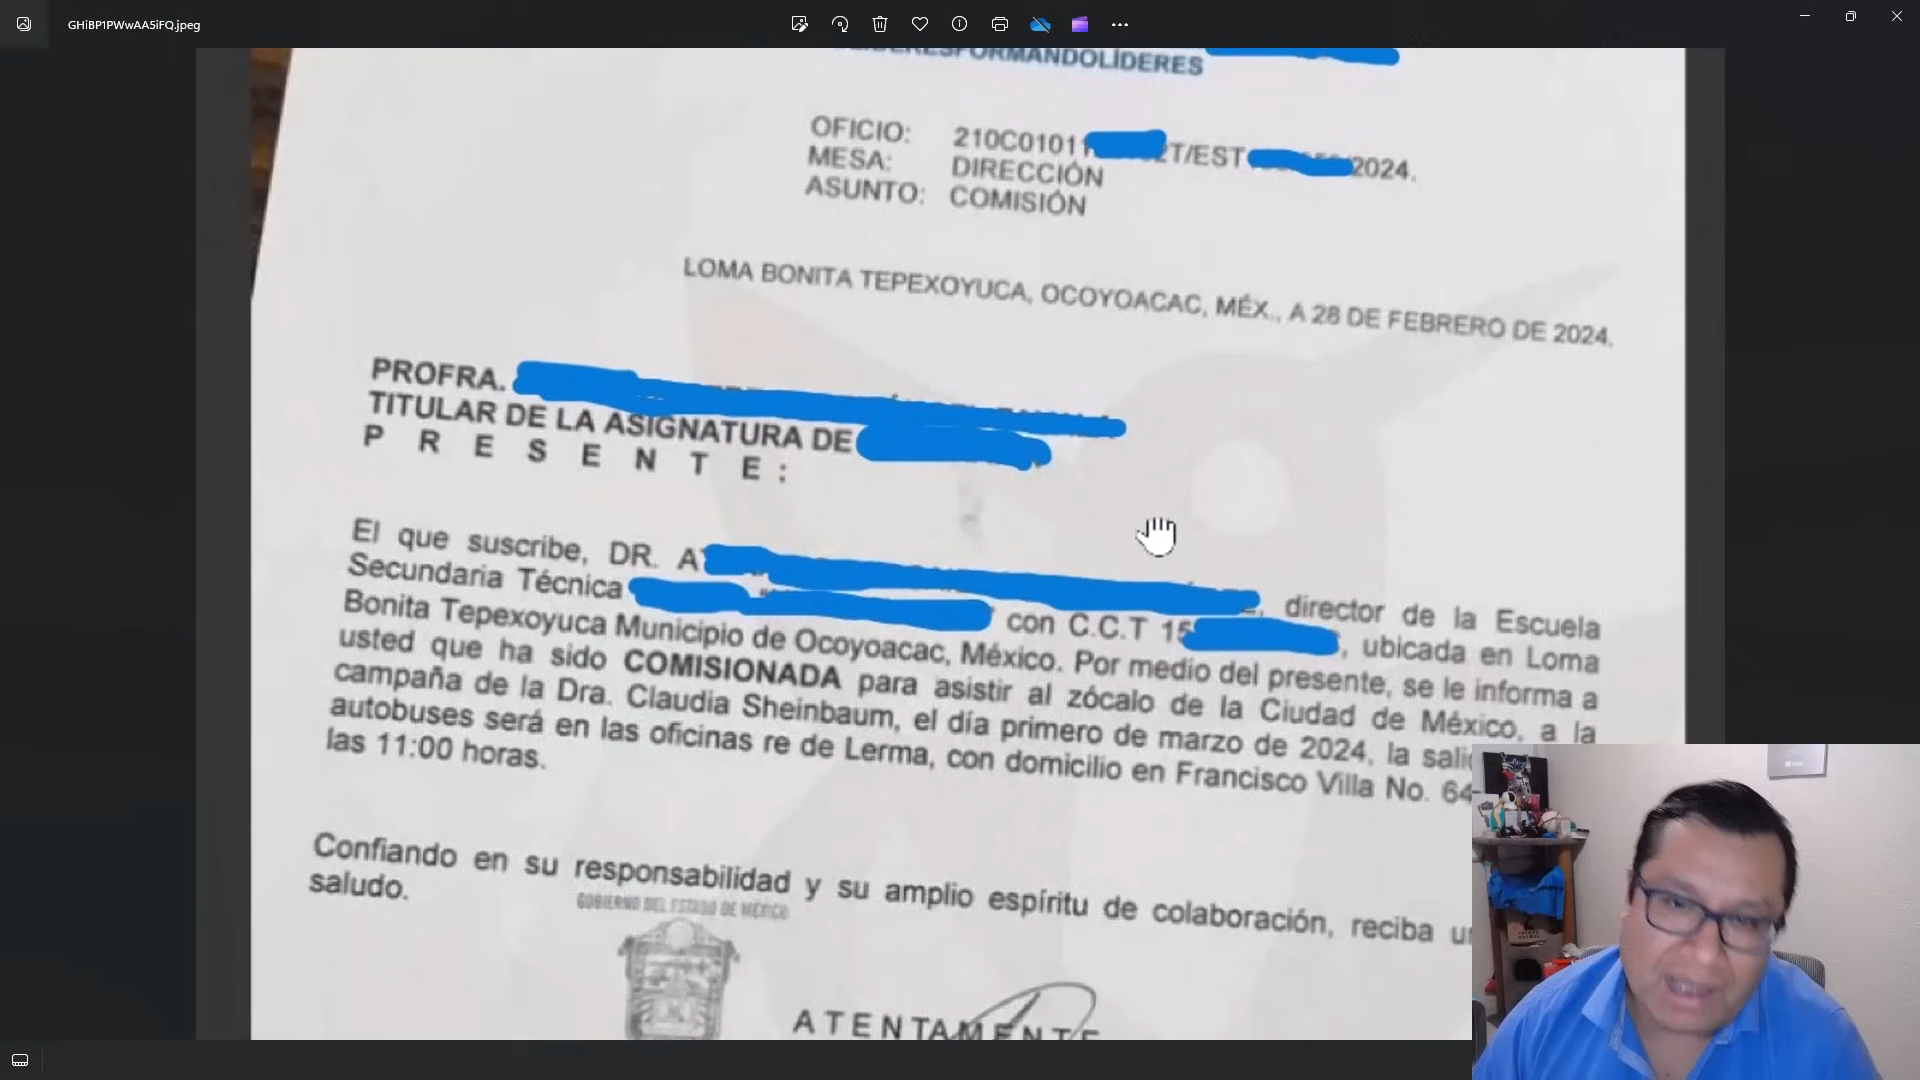 GHiBP1PWwAA5iFQ.jpeg
LIDERESFORMANDOLÍDERES
OFICIO: 210C01011 2T/EST /2024.
MESA: DIRECCIÓN
ASUNTO: COMISIÓN
LOMA BONITA TEPEXOYUCA, OCOYOACAC, MÉX., A 28 DE FEBRERO DE 2024.
PROFRA.
TITULAR DE LA ASIGNATURA DE
P R E S E N T E :
El que suscribe, DR. A , director de la Escuela
Secundaria Técnica con C.C.T 15 , ubicada en Loma
Bonita Tepexoyuca Municipio de Ocoyoacac, México. Por medio del presente, se le informa a
usted que ha sido COMISIONADA para asistir al zócalo de la Ciudad de México, a la
campaña de la Dra. Claudia Sheinbaum, el día primero de marzo de 2024, la
autobuses será en las oficinas re de Lerma, con domicilio en Francisco Villa No. 64
las 11:00 horas.
Confiando en su responsabilidad y su amplio espíritu de colaboración, reciba
saludo.
GOBIERNO DEL ESTADO DE MÉXICO
ATENTAMENTE